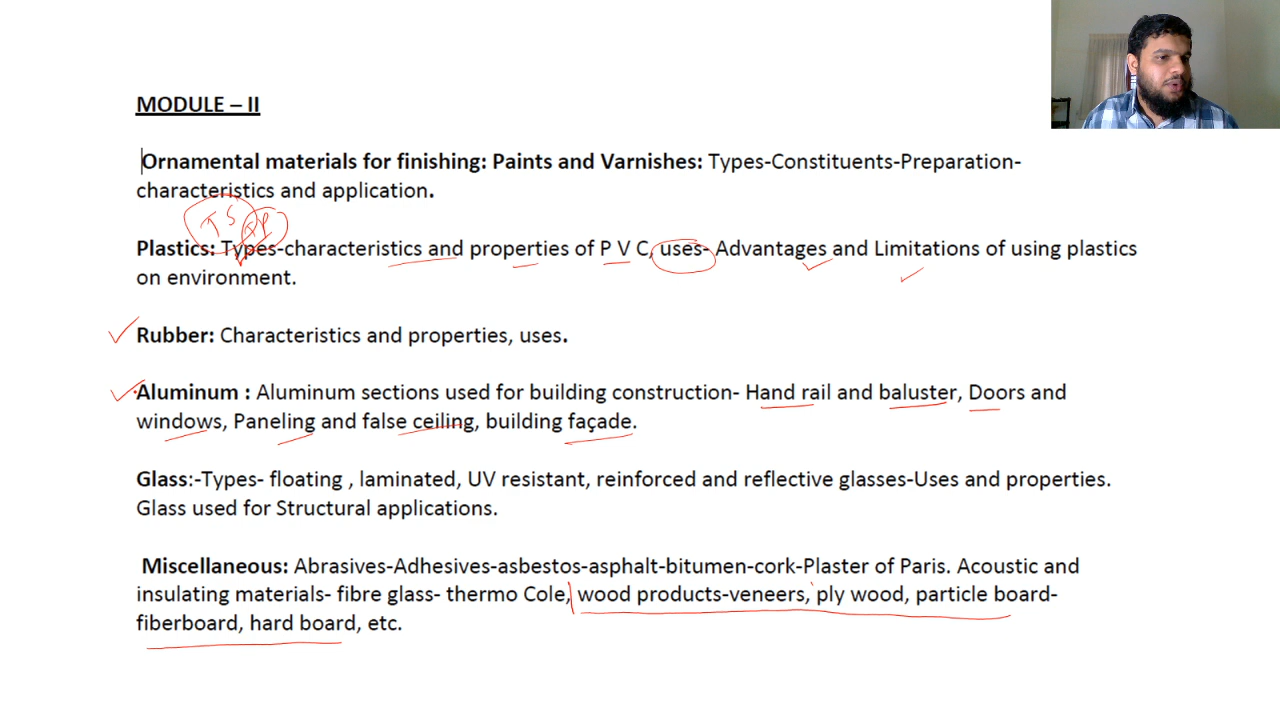 MODULE – II
Ornamental materials for finishing: Paints and Varnishes: Types-Constituents-Preparation-
characteristics and application.
TS TP
Plastics: Types-characteristics and properties of P V C, uses- Advantages and Limitations of using plastics
on environment.
Rubber: Characteristics and properties, uses.
Aluminum : Aluminum sections used for building construction- Hand rail and baluster, Doors and
windows, Paneling and false ceiling, building façade.
Glass:-Types- floating , laminated, UV resistant, reinforced and reflective glasses-Uses and properties.
Glass used for Structural applications.
Miscellaneous: Abrasives-Adhesives-asbestos-asphalt-bitumen-cork-Plaster of Paris. Acoustic and
insulating materials- fibre glass- thermo Cole, wood products-veneers, ply wood, particle board-
fiberboard, hard board, etc.